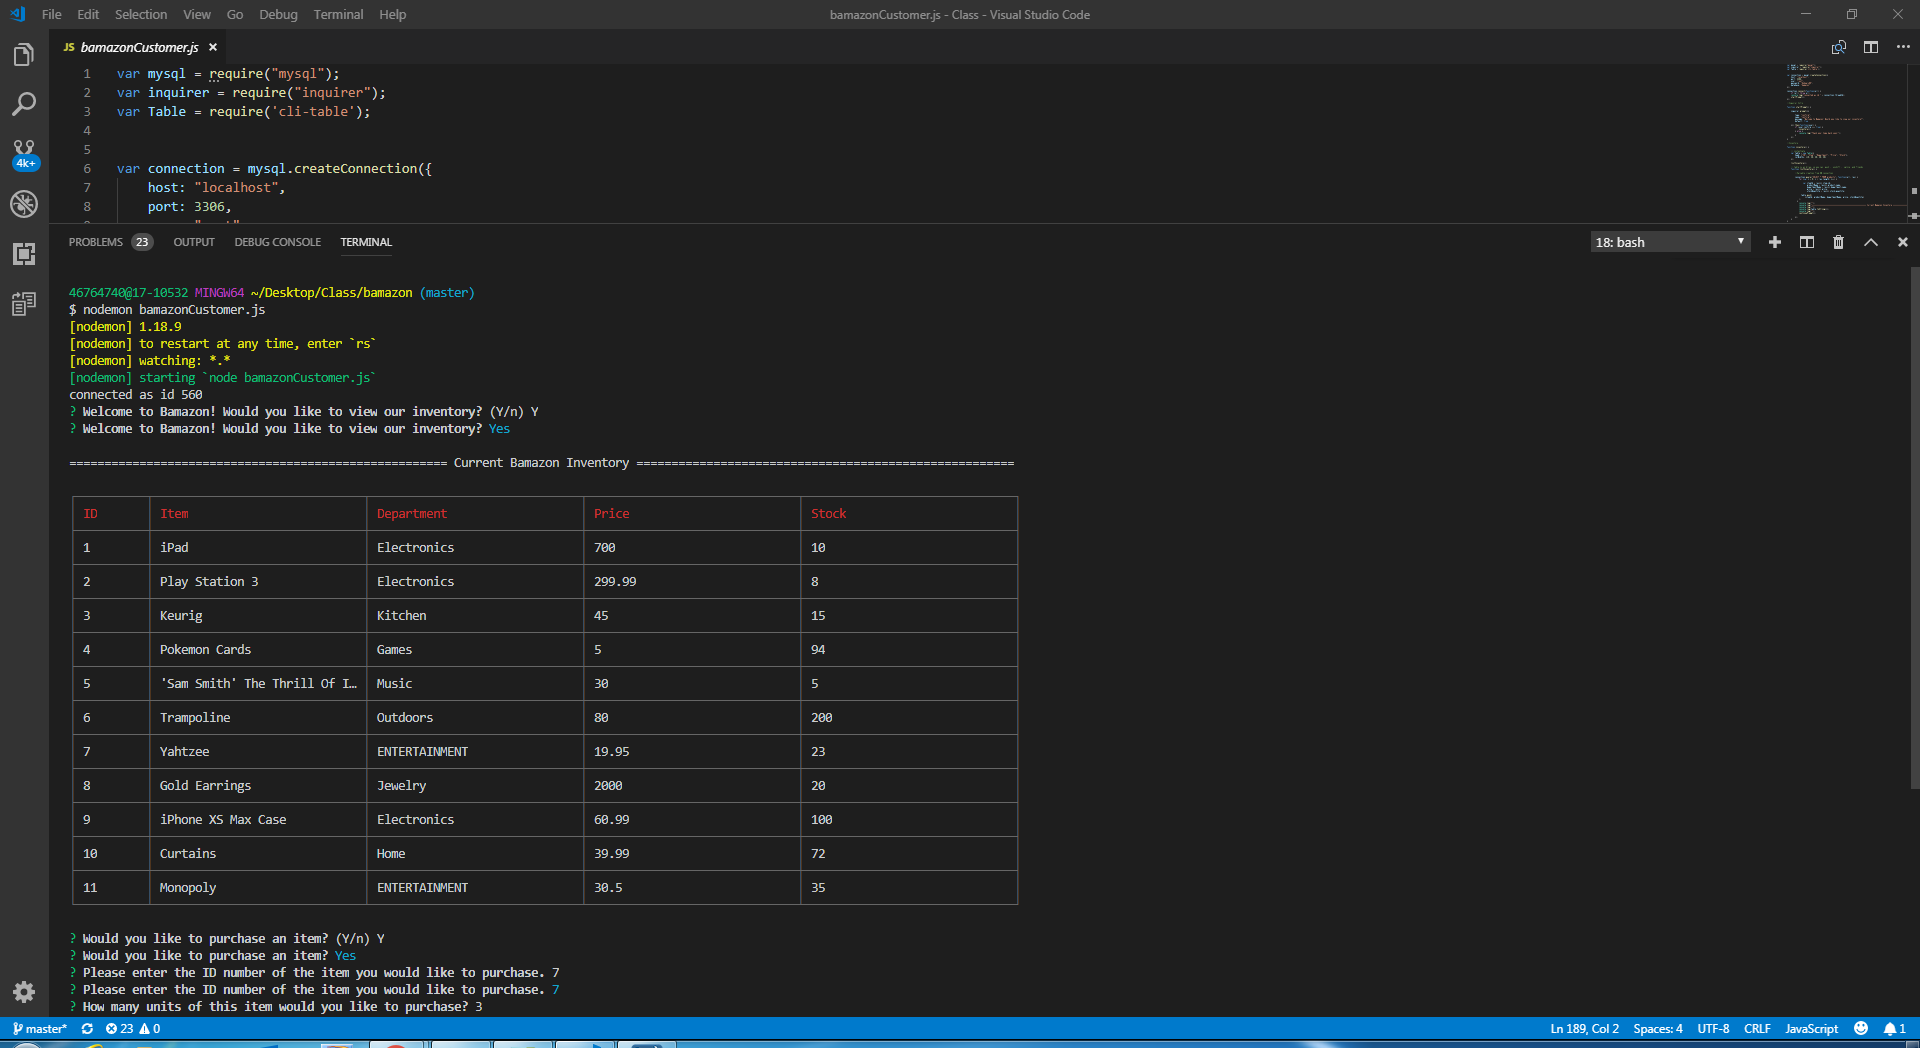 File Edit Selection View Go Debug Terminal Help
bamazonCustomer.js - Class - Visual Studio Code
JS bamazonCustomer.js ×
1 var mysql = require("mysql");
2 var inquirer = require("inquirer");
3 var Table = require('cli-table');
4
5
6 var connection = mysql.createConnection({
7 host: "localhost",
8 port: 3306,
4k+
PROBLEMS 23 OUTPUT DEBUG CONSOLE TERMINAL
18: bash
46764740@17-10532 MINGW64 ~/Desktop/Class/bamazon (master)
$ nodemon bamazonCustomer.js
[nodemon] 1.18.9
[nodemon] to restart at any time, enter `rs`
[nodemon] watching: *.*
[nodemon] starting `node bamazonCustomer.js`
connected as id 560
? Welcome to Bamazon! Would you like to view our inventory? (Y/n) Y
? Welcome to Bamazon! Would you like to view our inventory? Yes
====================================================== Current Bamazon Inventory ======================================================
ID Item Department Price Stock
1 iPad Electronics 700 10
2 Play Station 3 Electronics 299.99 8
3 Keurig Kitchen 45 15
4 Pokemon Cards Games 5 94
5 'Sam Smith' The Thrill Of I… Music 30 5
6 Trampoline Outdoors 80 200
7 Yahtzee ENTERTAINMENT 19.95 23
8 Gold Earrings Jewelry 2000 20
9 iPhone XS Max Case Electronics 60.99 100
10 Curtains Home 39.99 72
11 Monopoly ENTERTAINMENT 30.5 35
? Would you like to purchase an item? (Y/n) Y
? Would you like to purchase an item? Yes
? Please enter the ID number of the item you would like to purchase. 7
? Please enter the ID number of the item you would like to purchase. 7
? How many units of this item would you like to purchase? 3
master* 23 0
Ln 189, Col 2 Spaces: 4 UTF-8 CRLF JavaScript 1